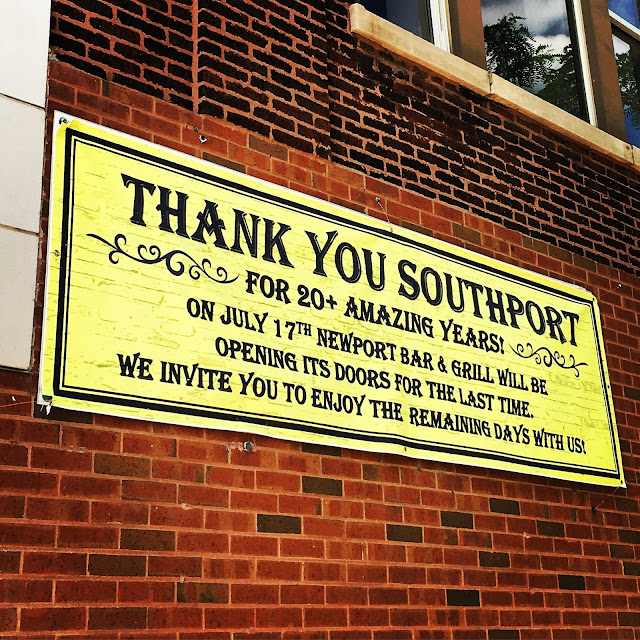 THANK YOU SOUTHPORT
FOR 20+ AMAZING YEARS!
ON JULY 17TH NEWPORT BAR & GRILL WILL BE
OPENING ITS DOORS FOR THE LAST TIME.
WE INVITE YOU TO ENJOY THE REMAINING DAYS WITH US!